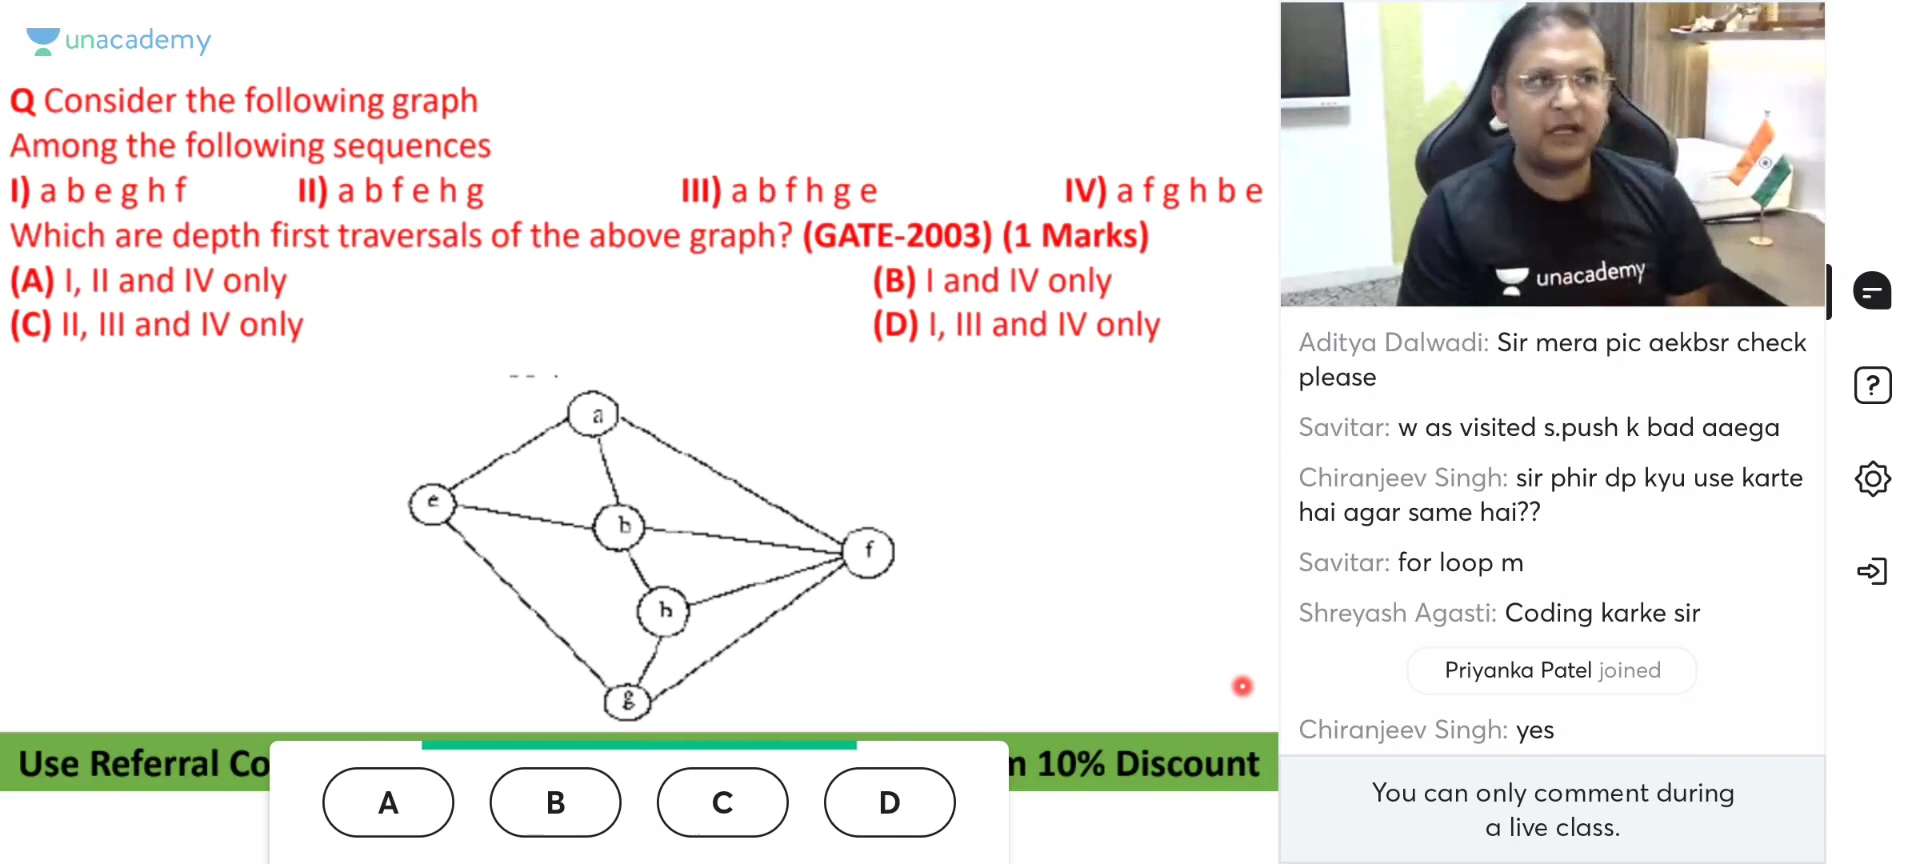 unacademy
Q Consider the following graph
Among the following sequences
I) a b e g h f II) a b f e h g III) a b f h g e IV) a f g h b e
Which are depth first traversals of the above graph? (GATE-2003) (1 Marks)
(A) I, II and IV only (B) I and IV only
(C) II, III and IV only (D) I, III and IV only
a
e
b
f
h
g
Use Referral Co
10% Discount
A B C D
unacademy
Aditya Dalwadi: Sir mera pic aekbsr check
please
Savitar: w as visited s.push k bad aaega
Chiranjeev Singh: sir phir dp kyu use karte
hai agar same hai??
Savitar: for loop m
Shreyash Agasti: Coding karke sir
Priyanka Patel joined
Chiranjeev Singh: yes
You can only comment during
a live class.
?